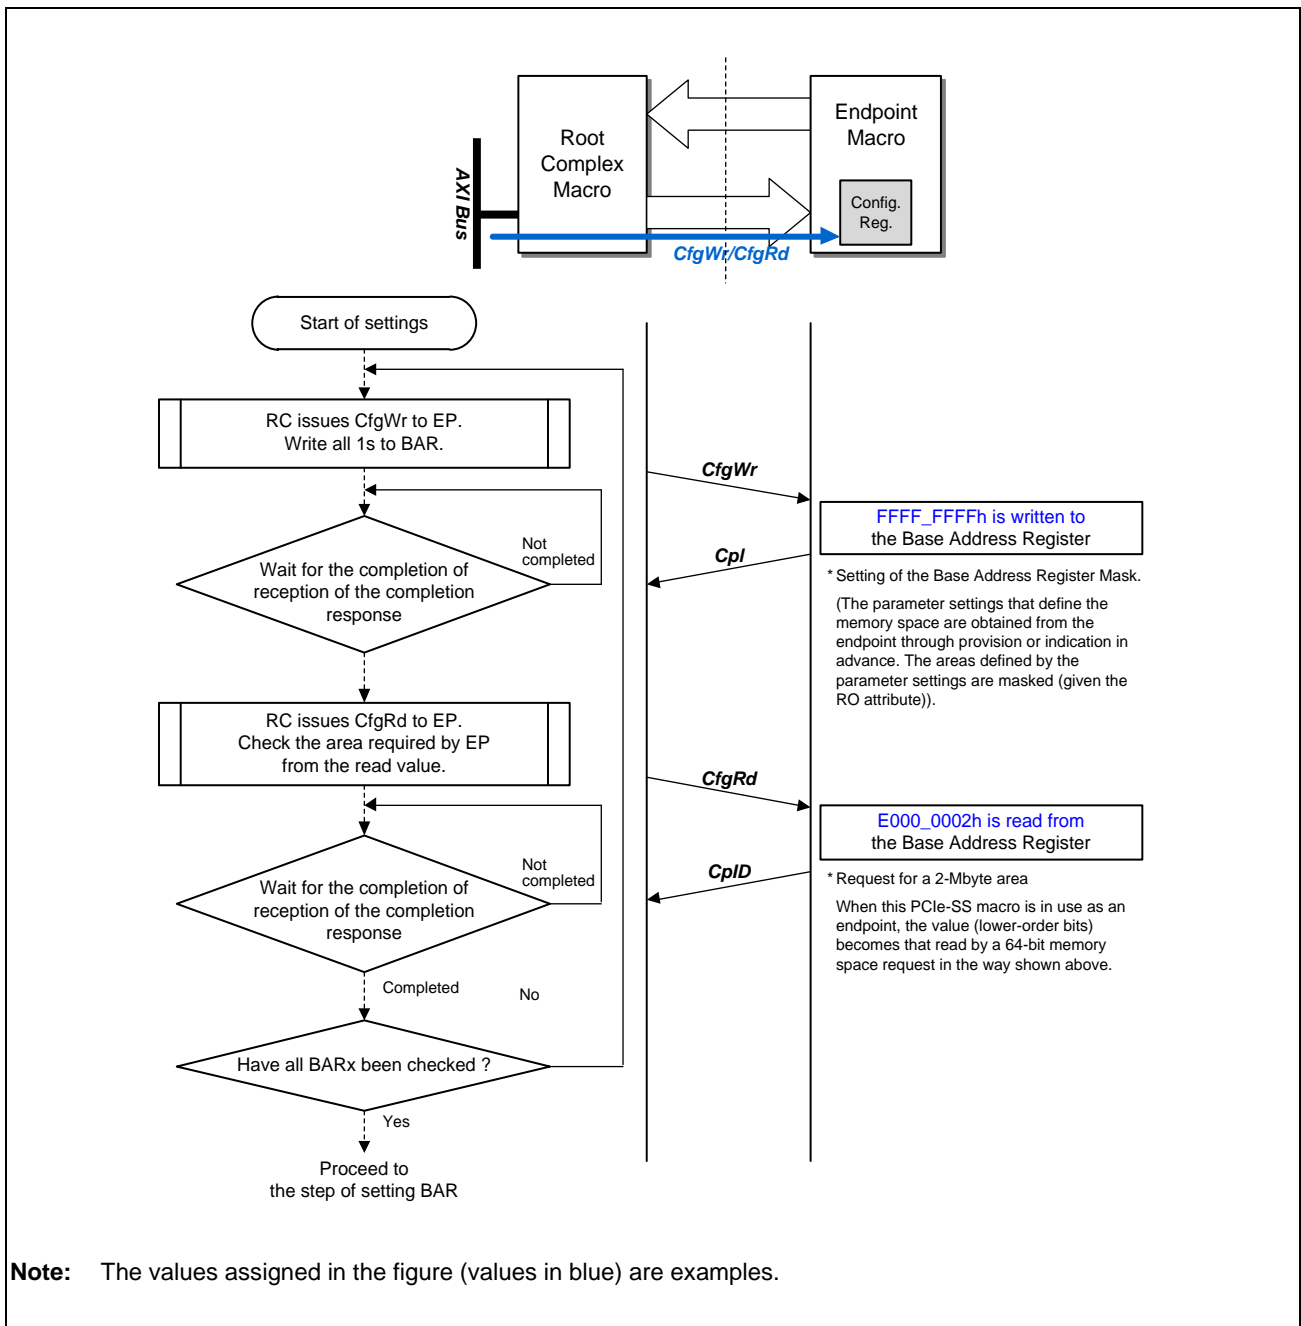 Root
Complex
Macro
Endpoint
Macro
Config.
Reg.
AXI Bus
CfgWr/CfgRd
Start of settings
RC issues CfgWr to EP.
Write all 1s to BAR.
CfgWr
FFFF_FFFFh is written to
the Base Address Register
Not
completed
Cpl
Wait for the completion of
reception of the completion
response
* Setting of the Base Address Register Mask.
(The parameter settings that define the
memory space are obtained from the
endpoint through provision or indication in
advance. The areas defined by the
parameter settings are masked (given the
RO attribute)).
RC issues CfgRd to EP.
Check the area required by EP
from the read value.
CfgRd
E000_0002h is read from
the Base Address Register
Not
completed
CplD
Wait for the completion of
reception of the completion
response
* Request for a 2-Mbyte area
When this PCIe-SS macro is in use as an
endpoint, the value (lower-order bits)
becomes that read by a 64-bit memory
space request in the way shown above.
Completed
No
Have all BARx been checked ?
Yes
Proceed to
the step of setting BAR
Note: The values assigned in the figure (values in blue) are examples.